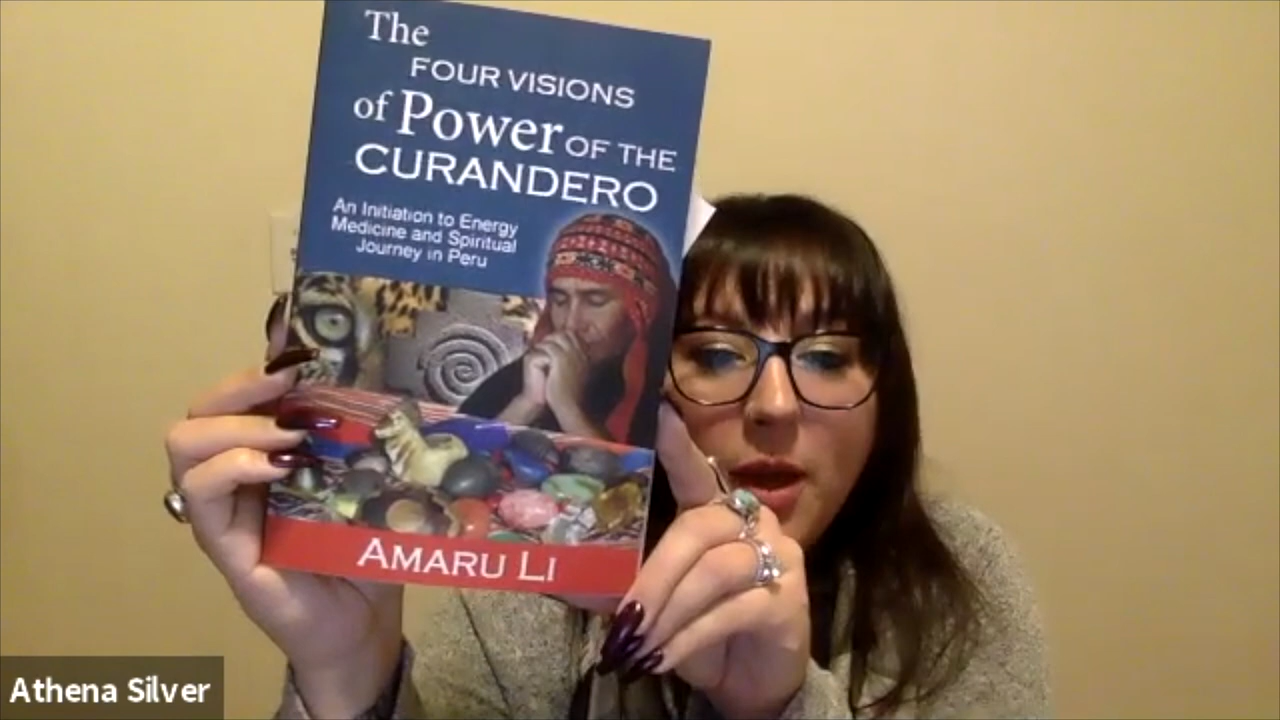 The
FOUR VISIONS
of Power OF THE
CURANDERO
An Initiation to Energy
Medicine and Spiritual
Journey in Peru
AMARU LI
Athena Silver